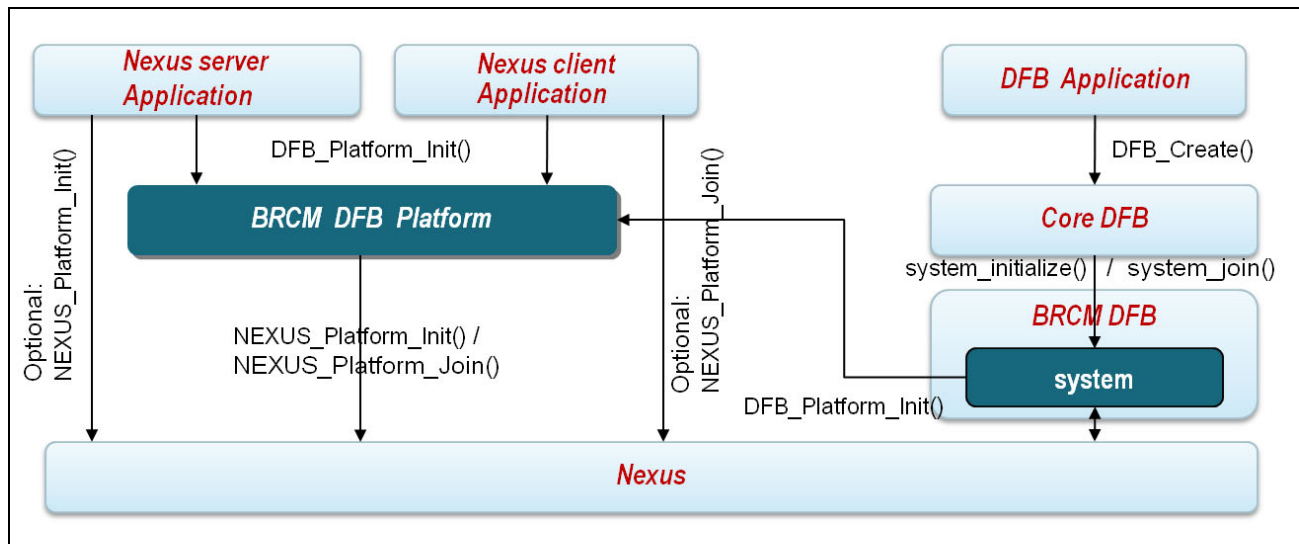 Nexus server
Application
Nexus client
Application
DFB Application
DFB_Platform_Init()
DFB_Create()
Optional:
NEXUS_Platform_Init()
BRCM DFB Platform
Optional:
NEXUS_Platform_Join()
Core DFB
system_initialize() / system_join()
BRCM DFB
NEXUS_Platform_Init() /
NEXUS_Platform_Join()
system
DFB_Platform_Init()
Nexus